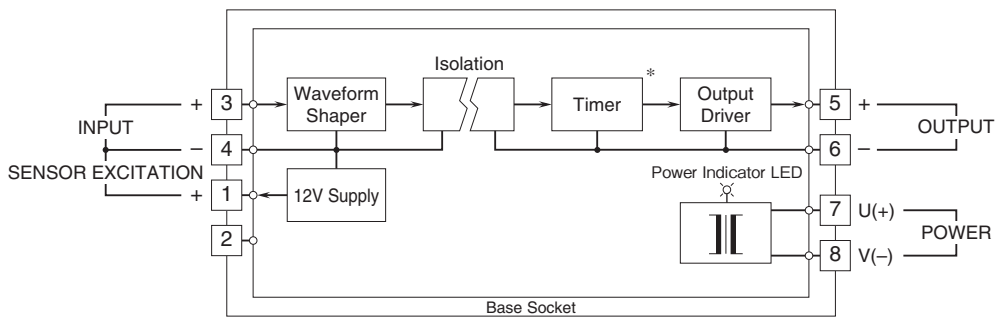 Isolation
*
Waveform
Shaper
Timer
Output
Driver
+ 3
5 +
INPUT
OUTPUT
– 4
6 –
SENSOR EXCITATION
+ 1
12V Supply
Power Indicator LED
7 U(+)
2
POWER
8 V(–)
Base Socket